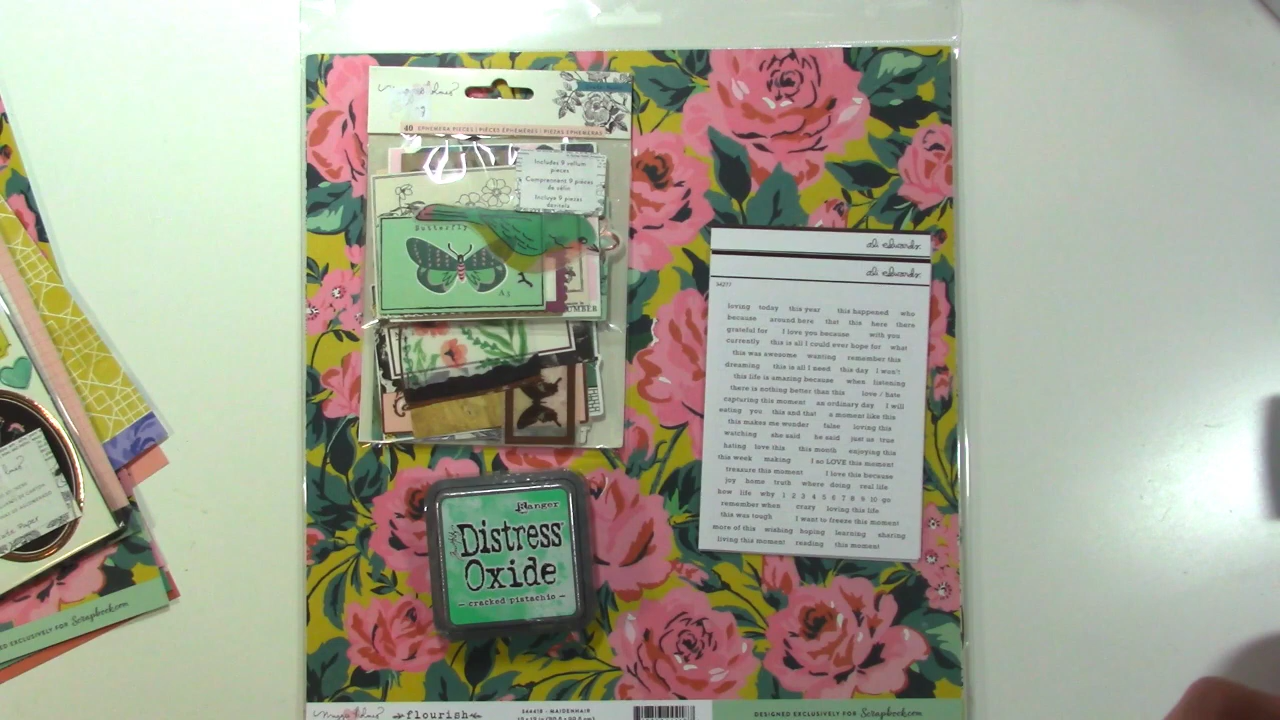 40 EPHEMERA PIECES | PIÈCES ÉPHÉMÈRES | PIEZAS EPHEMERAS
Includes 9 vellum
pieces
Comprennent 9 pièces
de vélin
Incluye 9 piezas
Butterfly
A3
UMBER
Ranger
Distress
Oxide
- cracked pistachio -
ali edwards
ali edwards
54277
loving today this year this happened who
because around here that this here there
grateful for I love you because with you
currently this is all I could ever hope for what
this was awesome wanting remember this
dreaming this is all I need this day I won't
this life is amazing because when listening
there is nothing better than this love / hate
capturing this moment an ordinary day I will
eating you this and that a moment like this
this makes me wonder false loving this
watching she said he said just us true
hating love this this month enjoying this
this week making I so LOVE this moment
treasure this moment I love this because
joy home truth where doing real life
how life why 1 2 3 4 5 6 7 8 9 10 go
remember when crazy loving this life
this was tough I want to freeze this moment
more of this wishing hoping learning sharing
living this moment reading this moment
flourish
MAIDENHAIR
DESIGNED EXCLUSIVELY FOR Scrapbook.com
EXCLUSIVELY FOR Scrapbook.com
Paper